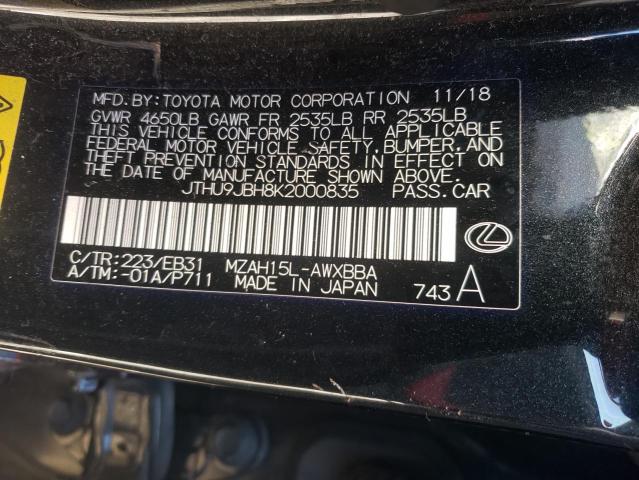 MFD.BY:TOYOTA MOTOR CORPORATION 11/18
GVWR 4650LB GAWR FR 2535LB RR 2535LB
THIS VEHICLE CONFORMS TO ALL APPLICABLE
FEDERAL MOTOR VEHICLE SAFETY,BUMPER,AND
THEFT PREVENTION STANDARDS IN EFFECT ON
THE DATE OF MANUFACTURE SHOWN ABOVE.
JTHU9JBH8K2000835 PASS.CAR
C/TR:223/EB31 MZAH15L-AWXBBA
A/TM:-01A/P711 MADE IN JAPAN 743A